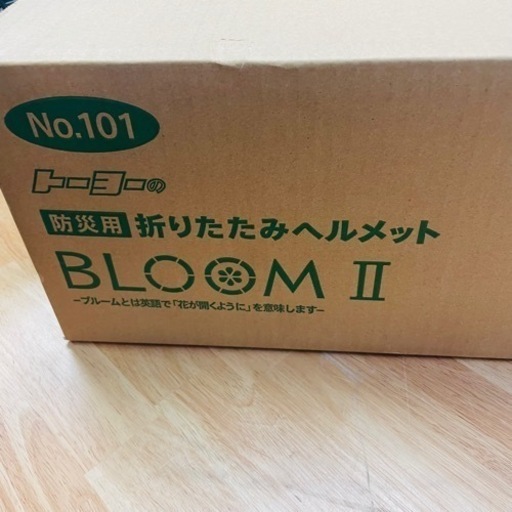 No.101
トーヨーの
防災用 折りたたみヘルメット
BLOOM II
−ブルームとは英語で「花が開くように」を意味します−